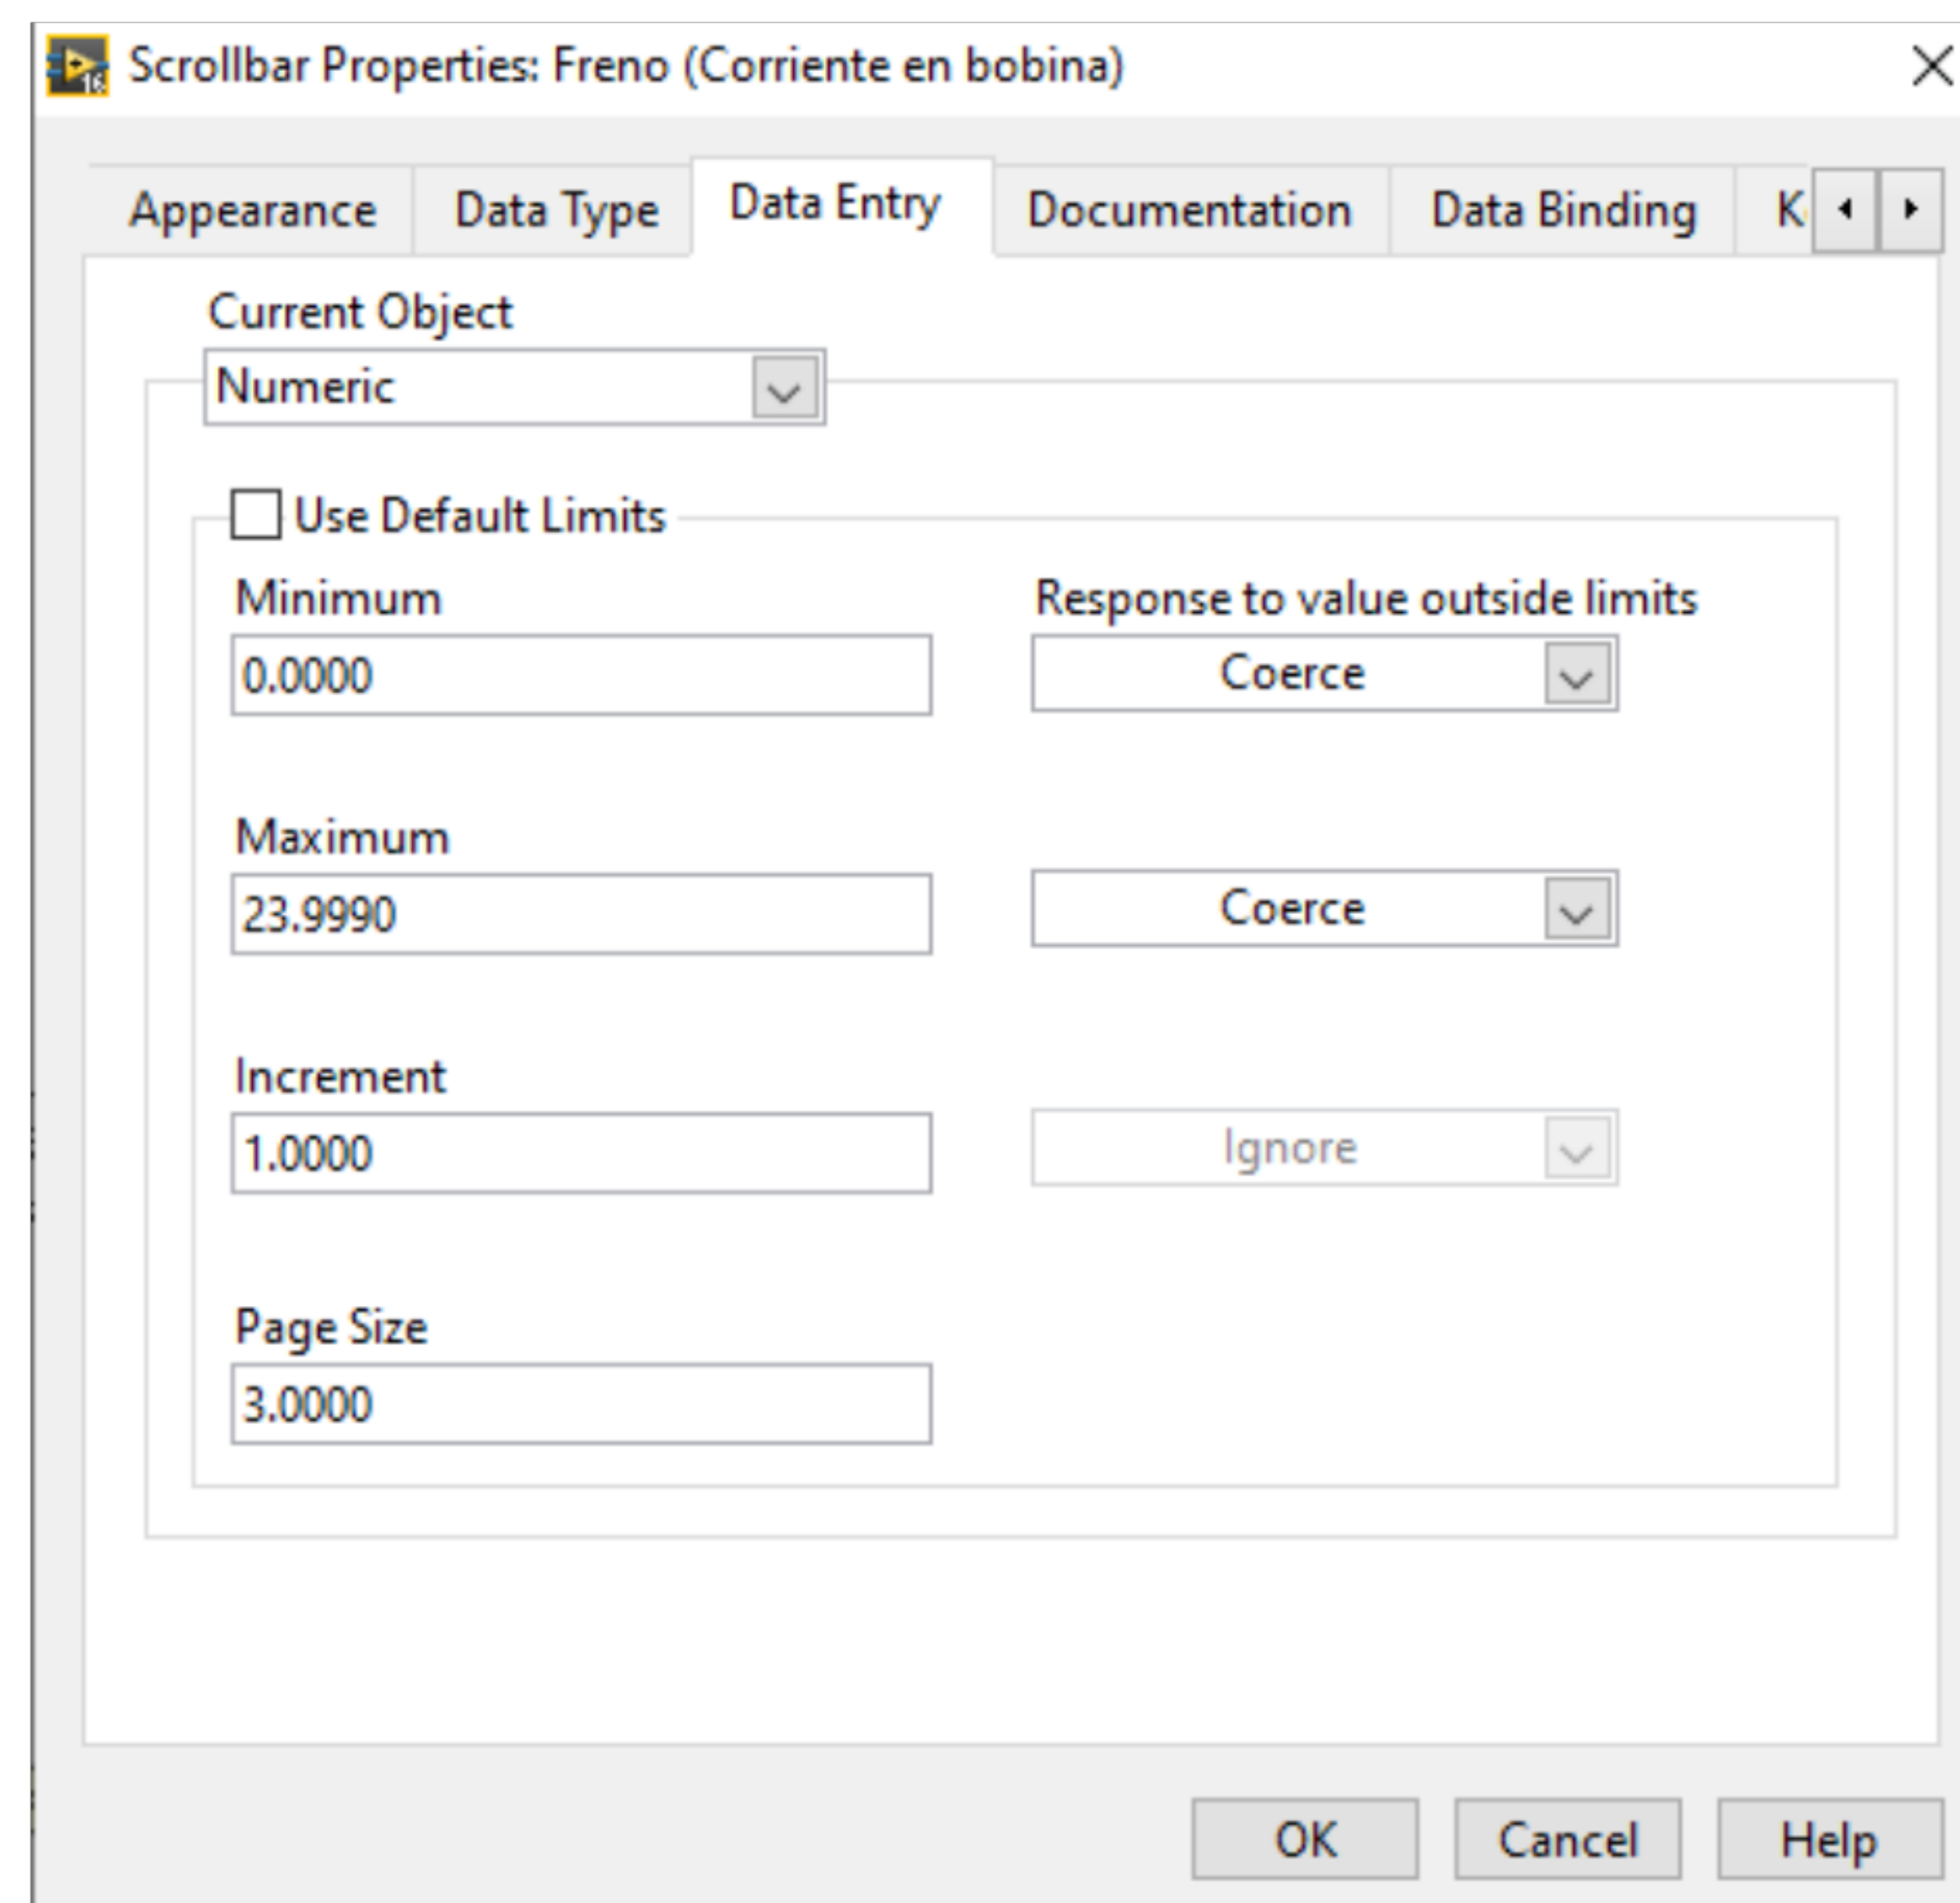 16
Scrollbar Properties: Freno (Corriente en bobina)
Appearance Data Type Data Entry Documentation Data Binding K
Current Object
Numeric
Use Default Limits
Minimum Response to value outside limits
0.0000 Coerce
Maximum
23.9990 Coerce
Increment
1.0000 Ignore
Page Size
3.0000
OK Cancel Help